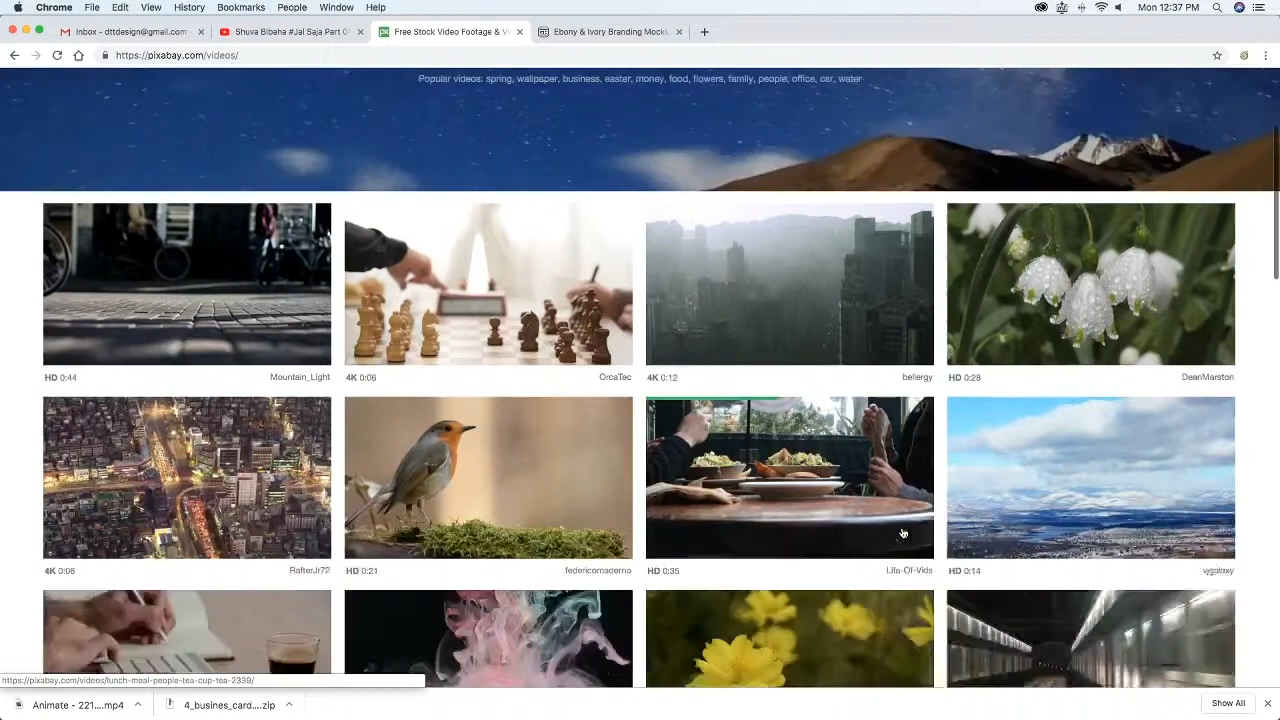 Chrome File Edit View History Bookmarks People Window Help Mon 12:37 PM
Inbox - dttdesign@gmail.com Shuva Bibaha #Jal Saja Part Free Stock Video Footage & Vi Ebony & Ivory Branding Mock
https://pixabay.com/videos/
Popular videos: spring, wallpaper, business, easter, money, food, flowers, family, people, office, car, water
HD 0:44 Mountain_Light 4K 0:06 OrcaTec 4K 0:12 bellergy HD 0:28 DeanMarston
4K 0:08 RafterJr72 HD 0:21 federicomaderno HD 0:35 Life-Of-Vids HD 0:14
https://pixabay.com/videos/lunch-meal-people-tea-cup-tea-2339/
Animate - 221....mp4 4_busines_card....zip Show All